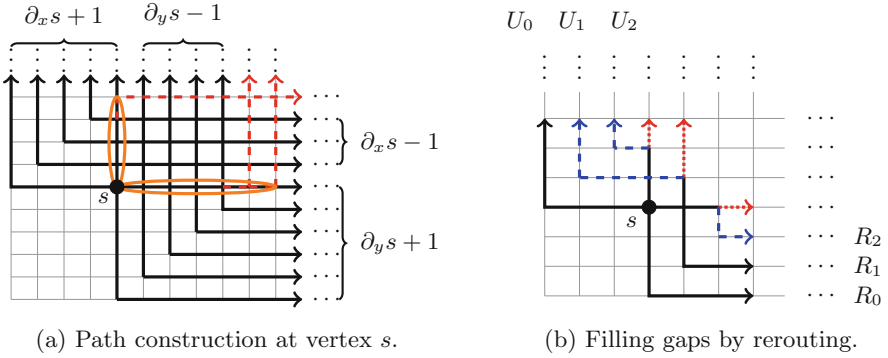 ∂ₓs + 1
∂ᵧs − 1
s
∂ₓs − 1
∂ᵧs + 1
(a) Path construction at vertex s.
U₀ U₁ U₂
s
R₂
R₁
R₀
(b) Filling gaps by rerouting.